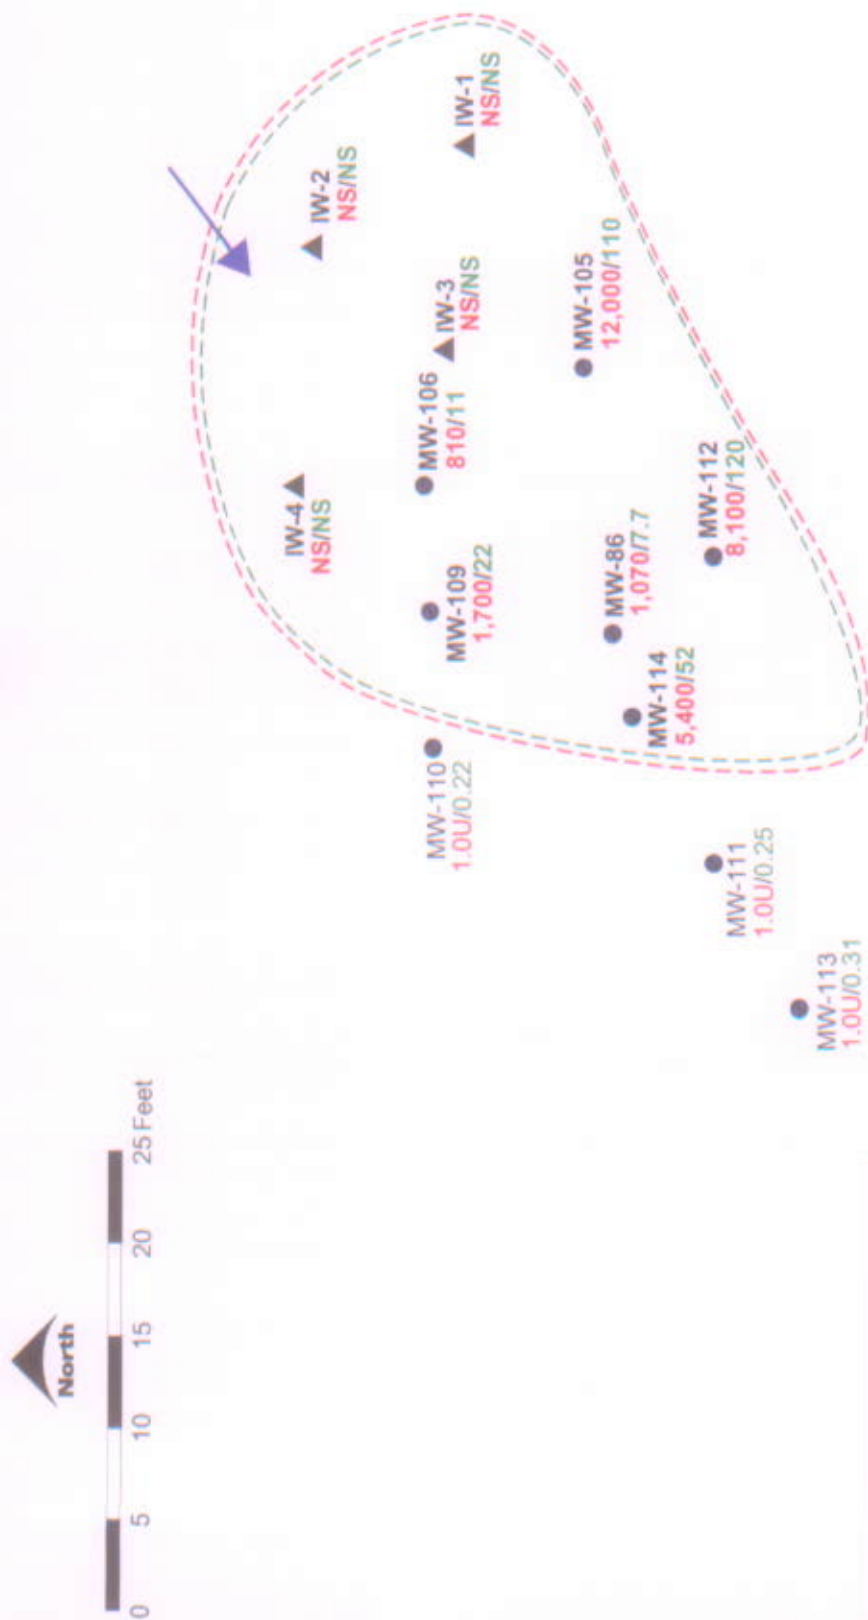 North
0 5 10 15 20 25 Feet
IW-1
NS/NS
IW-2
NS/NS
IW-3
NS/NS
IW-4
NS/NS
MW-106
810/11
MW-105
12,000/110
MW-109
1,700/22
MW-86
1,070/7.7
MW-112
8,100/120
MW-114
5,400/52
MW-110
1.0U/0.22
MW-111
1.0U/0.25
MW-113
1.0U/0.31